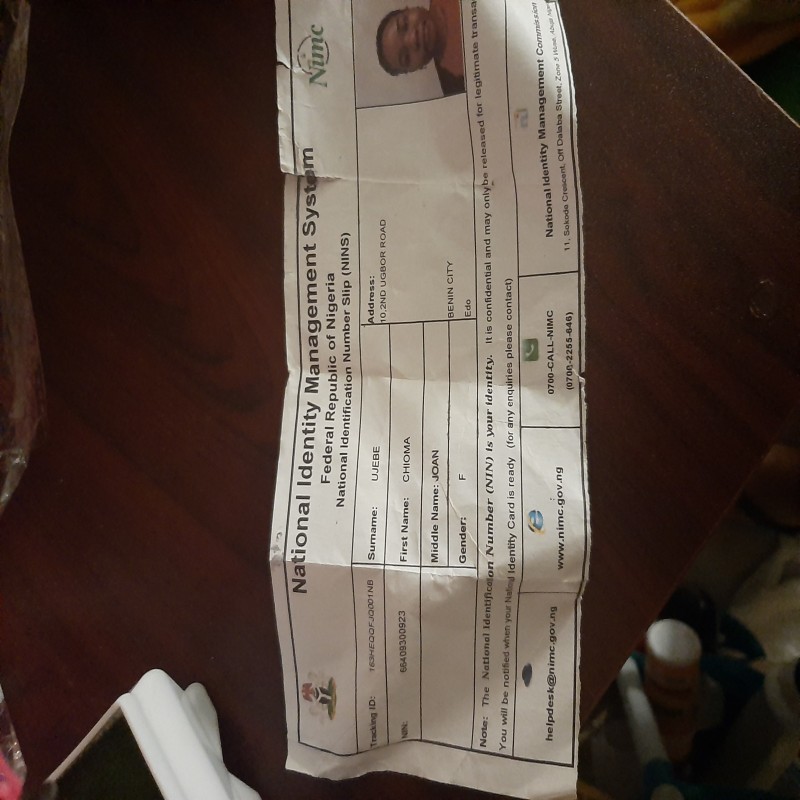 National Identity Management System
Federal Republic of Nigeria
National Identification Number Slip (NINS)
Nimc
Tracking ID:
Surname: UJEBE
Address:
10,2ND UGBOR ROAD
NIN: 66409300923
First Name: CHIOMA
Middle Name: JOAN
Gender: F
BENIN CITY
Edo
Note: The National Identification Number (NIN) is your identity. It is confidential and may only be released for legitimate
You will be notified when your National Identity Card is ready (for any enquiries please contact)
helpdesk@nimc.gov.ng
www.nimc.gov.ng
0700-CALL-NIMC
(0700-2255-646)
National Identity Management Commission
11, Sokode Crescent, Off Dalaba Street, Zone 5 Wuse, Abuja